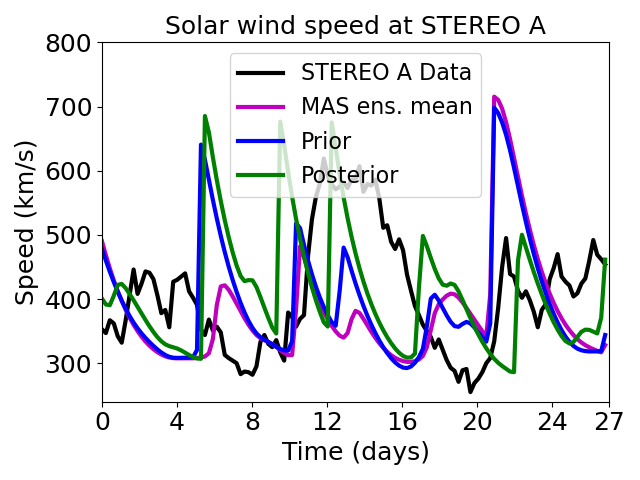 Solar wind speed at STEREO A
Speed (km/s)
800
700
600
500
400
300
STEREO A Data
MAS ens. mean
Prior
Posterior
0 4 8 12 16 20 24 27
Time (days)